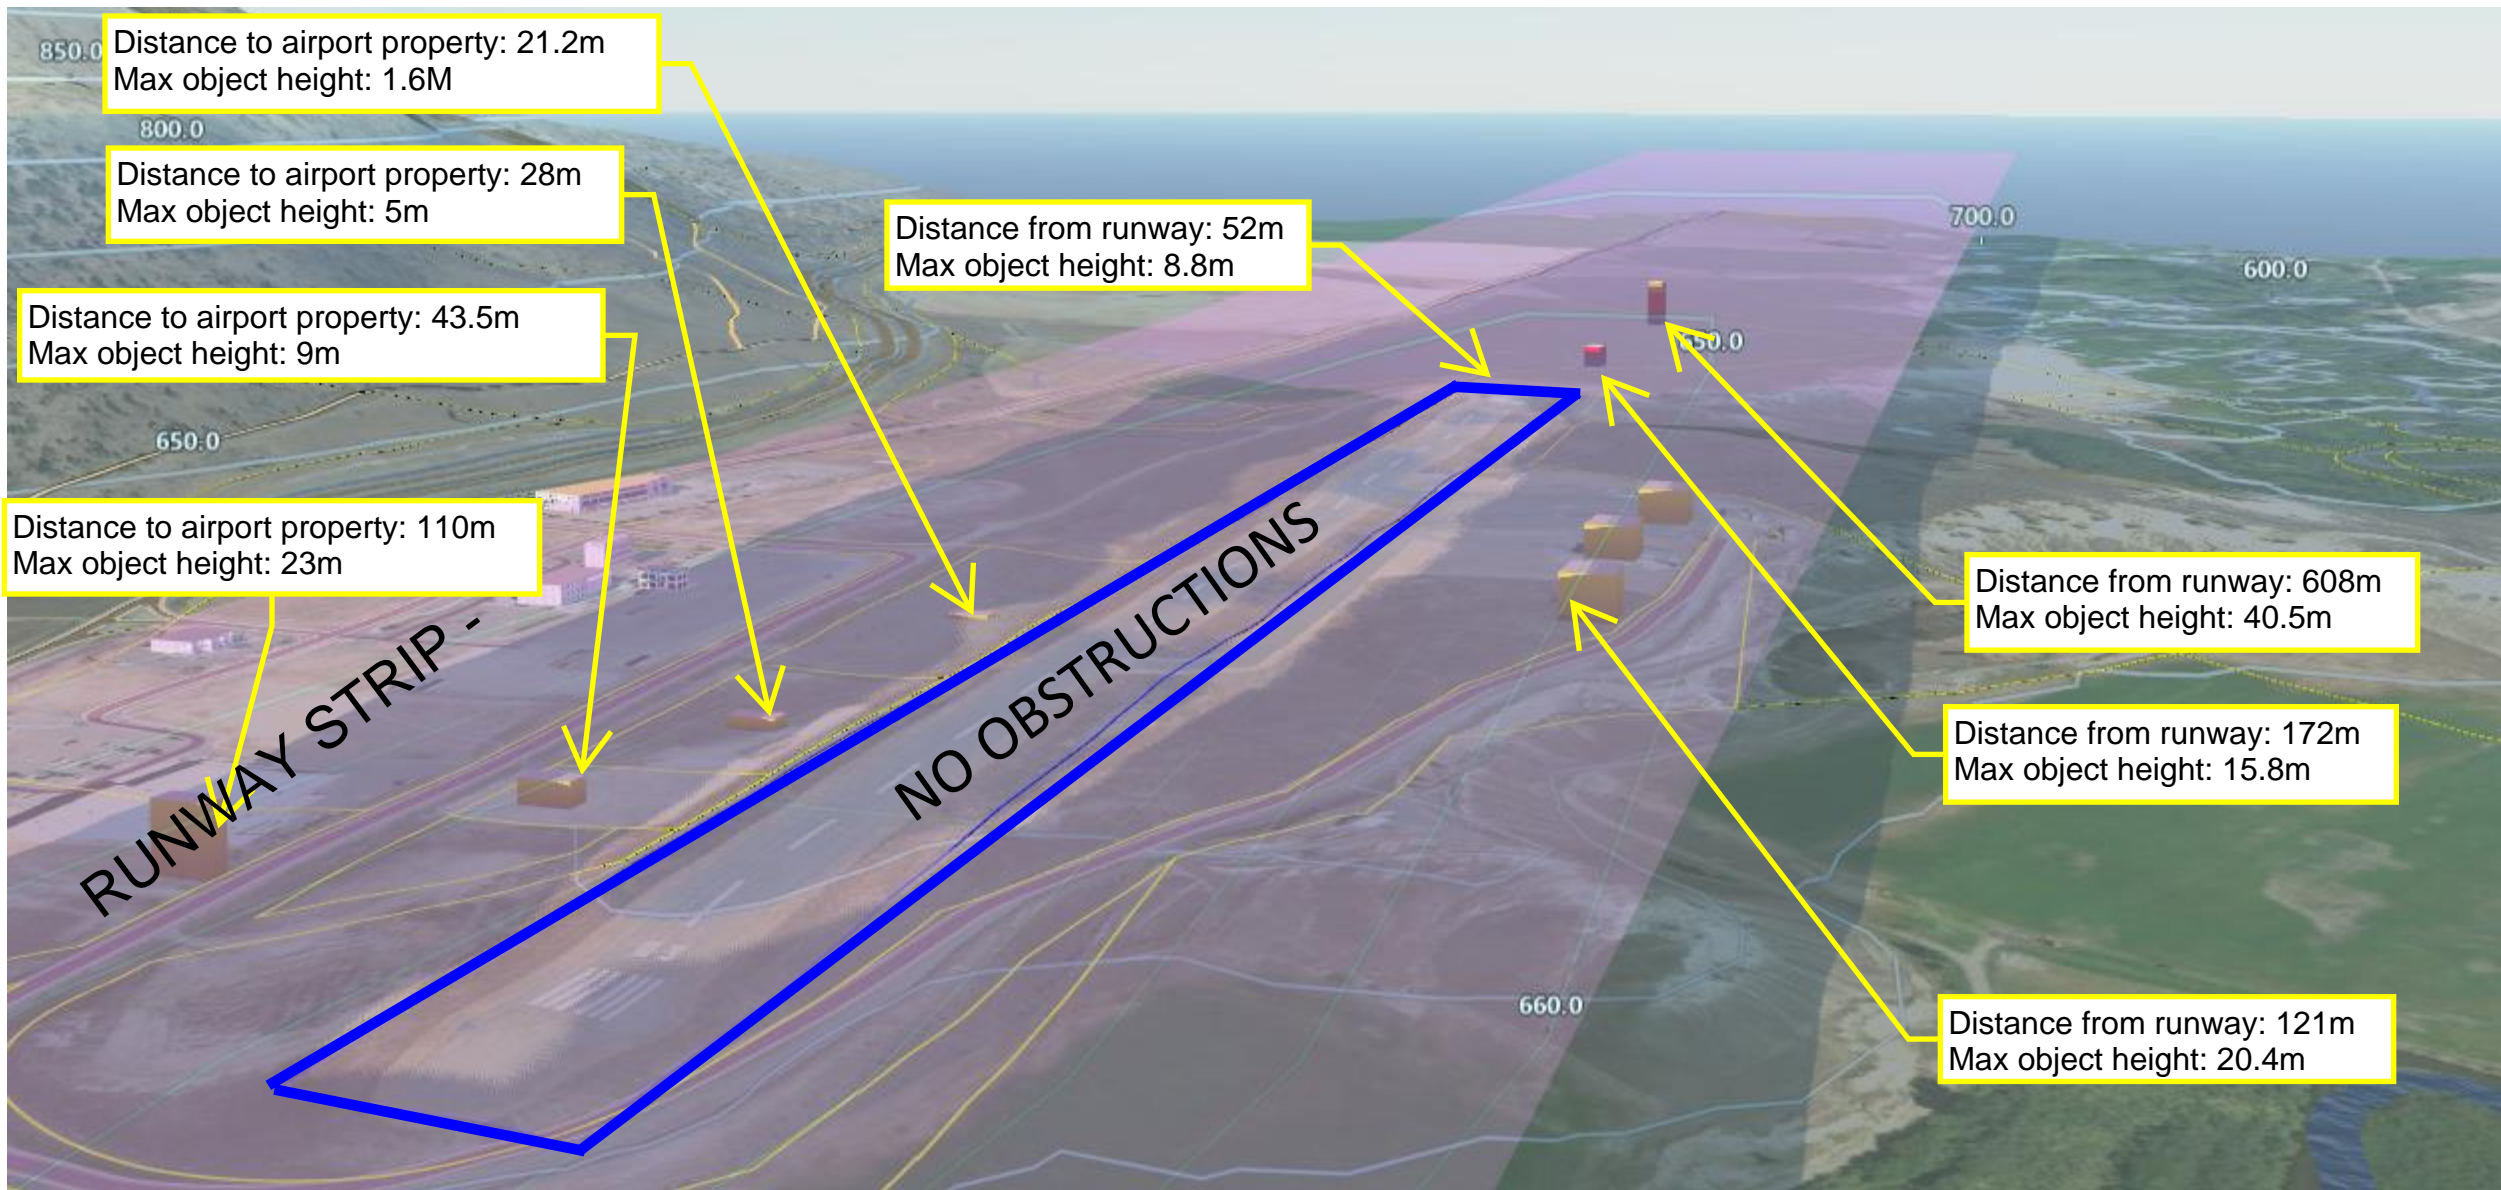 850.0
Distance to airport property: 21.2m
Max object height: 1.6M
800.0
Distance to airport property: 28m
Max object height: 5m
Distance from runway: 52m
Max object height: 8.8m
700.0
600.0
Distance to airport property: 43.5m
Max object height: 9m
650.0
650.0
Distance to airport property: 110m
Max object height: 23m
RUNWAY STRIP -
NO OBSTRUCTIONS
Distance from runway: 608m
Max object height: 40.5m
Distance from runway: 172m
Max object height: 15.8m
660.0
Distance from runway: 121m
Max object height: 20.4m